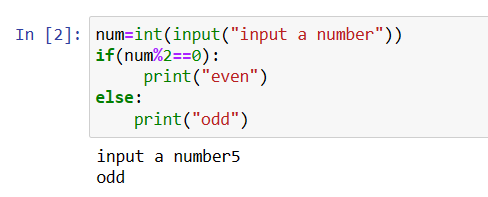 In [2]: num=int(input("input a number"))
if(num%2==0):
     print("even")
else:
    print("odd")
input a number5
odd